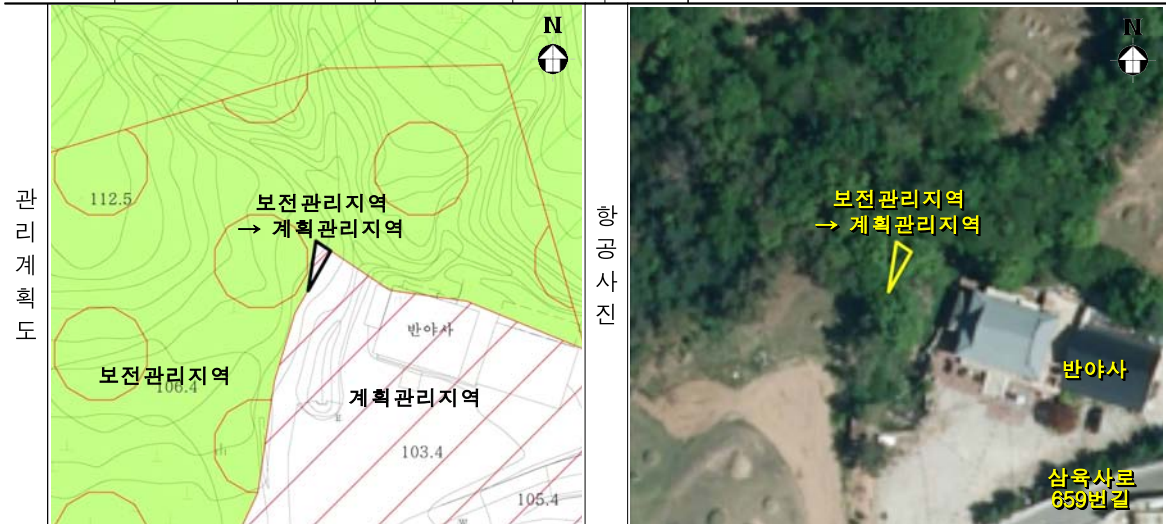 관리계획도
N
112.5
보전관리지역
→ 계획관리지역
반야사
보전관리지역
106.4
계획관리지역
103.4
105.4
항공사진
N
보전관리지역
→ 계획관리지역
반야사
삼육사로
659번길